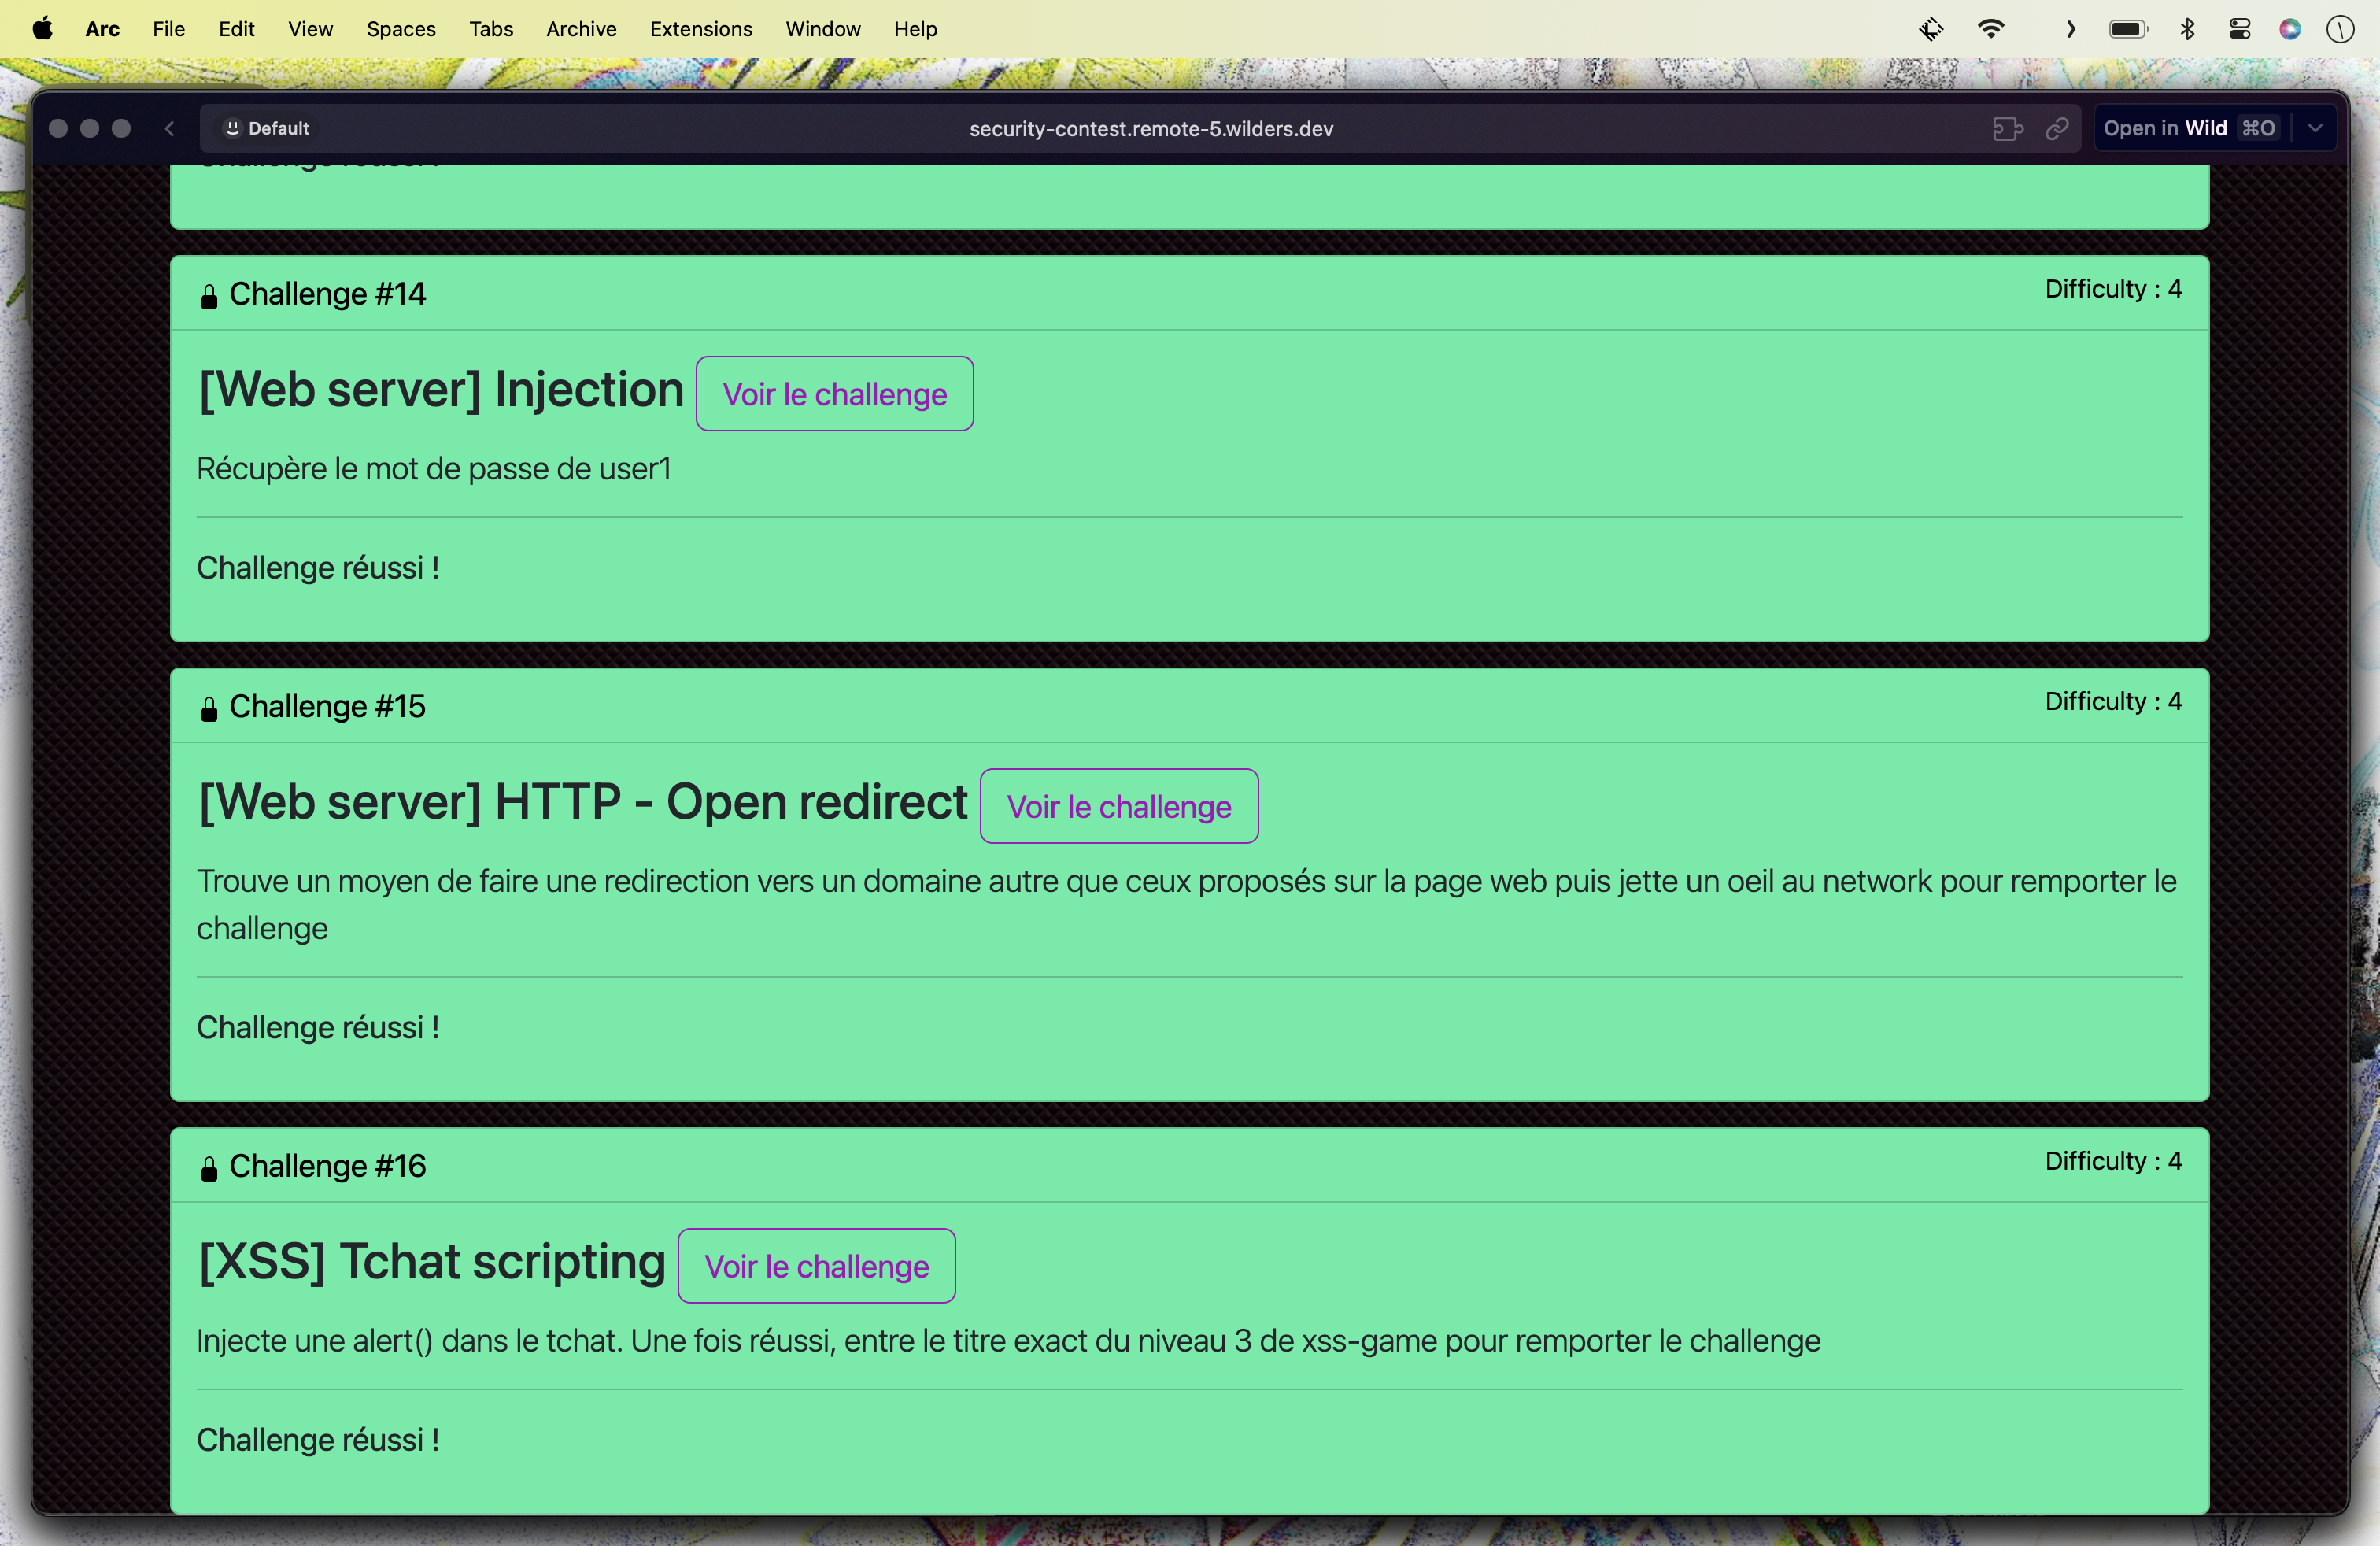 Arc File Edit View Spaces Tabs Archive Extensions Window Help
Default
security-contest.remote-5.wilders.dev
Open in Wild ⌘O
Challenge #14
Difficulty : 4
[Web server] Injection Voir le challenge
Récupère le mot de passe de user1
Challenge réussi !
Challenge #15
Difficulty : 4
[Web server] HTTP - Open redirect Voir le challenge
Trouve un moyen de faire une redirection vers un domaine autre que ceux proposés sur la page web puis jette un oeil au network pour remporter le
challenge
Challenge réussi !
Challenge #16
Difficulty : 4
[XSS] Tchat scripting Voir le challenge
Injecte une alert() dans le tchat. Une fois réussi, entre le titre exact du niveau 3 de xss-game pour remporter le challenge
Challenge réussi !